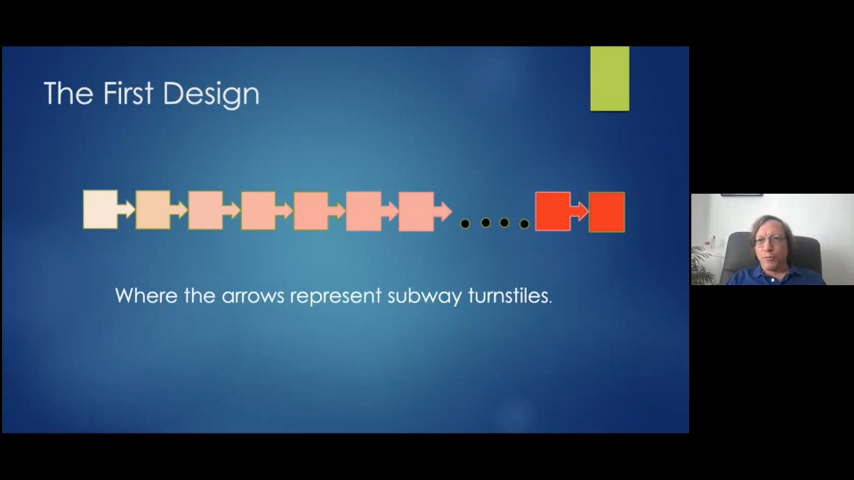 The First Design
Where the arrows represent subway turnstiles.